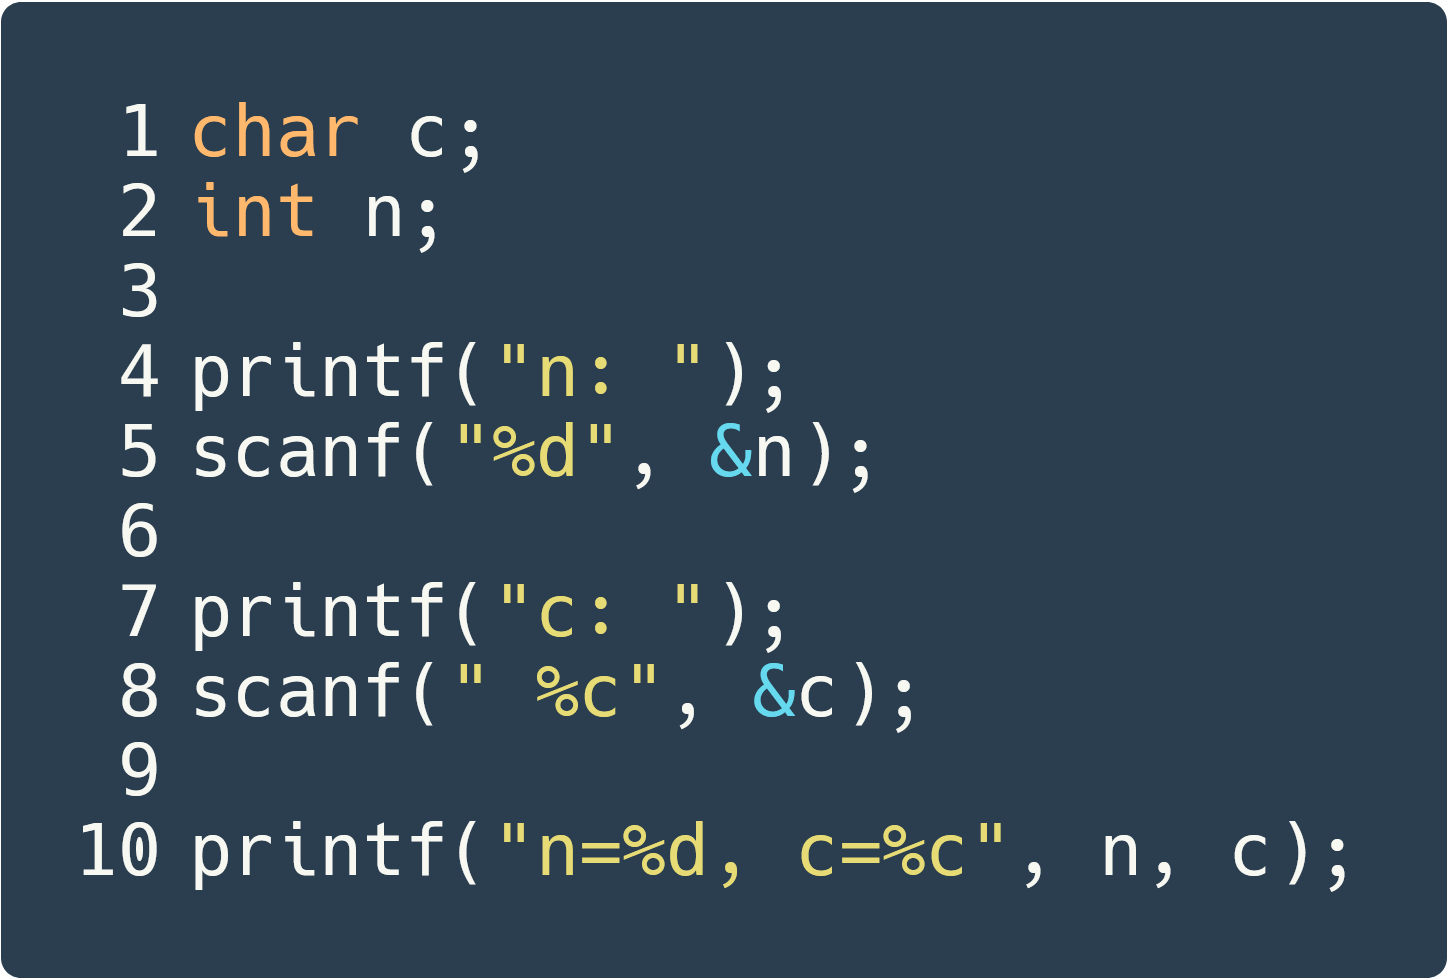 1 char c;
2 int n;
3
4 printf("n: ");
5 scanf("%d", &n);
6
7 printf("c: ");
8 scanf(" %c", &c);
9
10 printf("n=%d, c=%c", n, c);